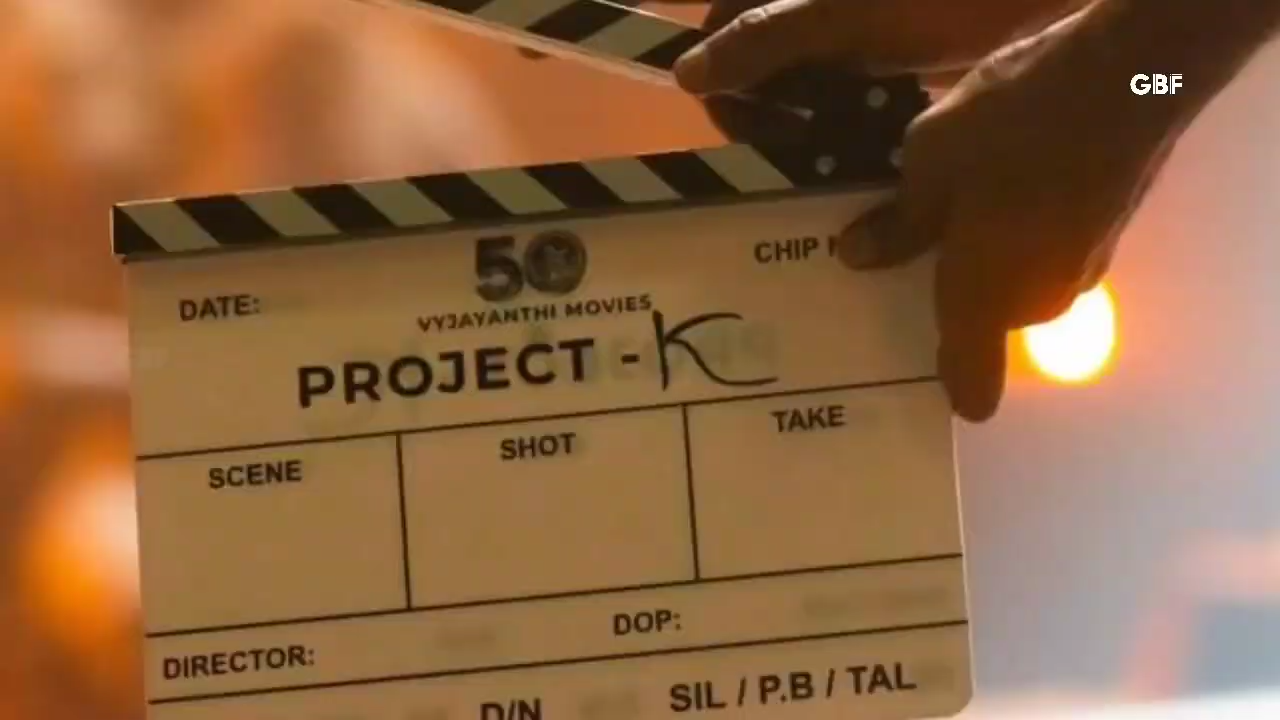 GBF
50
CHIP
DATE:
VYJAYANTHI MOVIES
PROJECT - K
SCENE
SHOT
TAKE
DIRECTOR:
DOP:
D/N
SIL / P.B / TAL